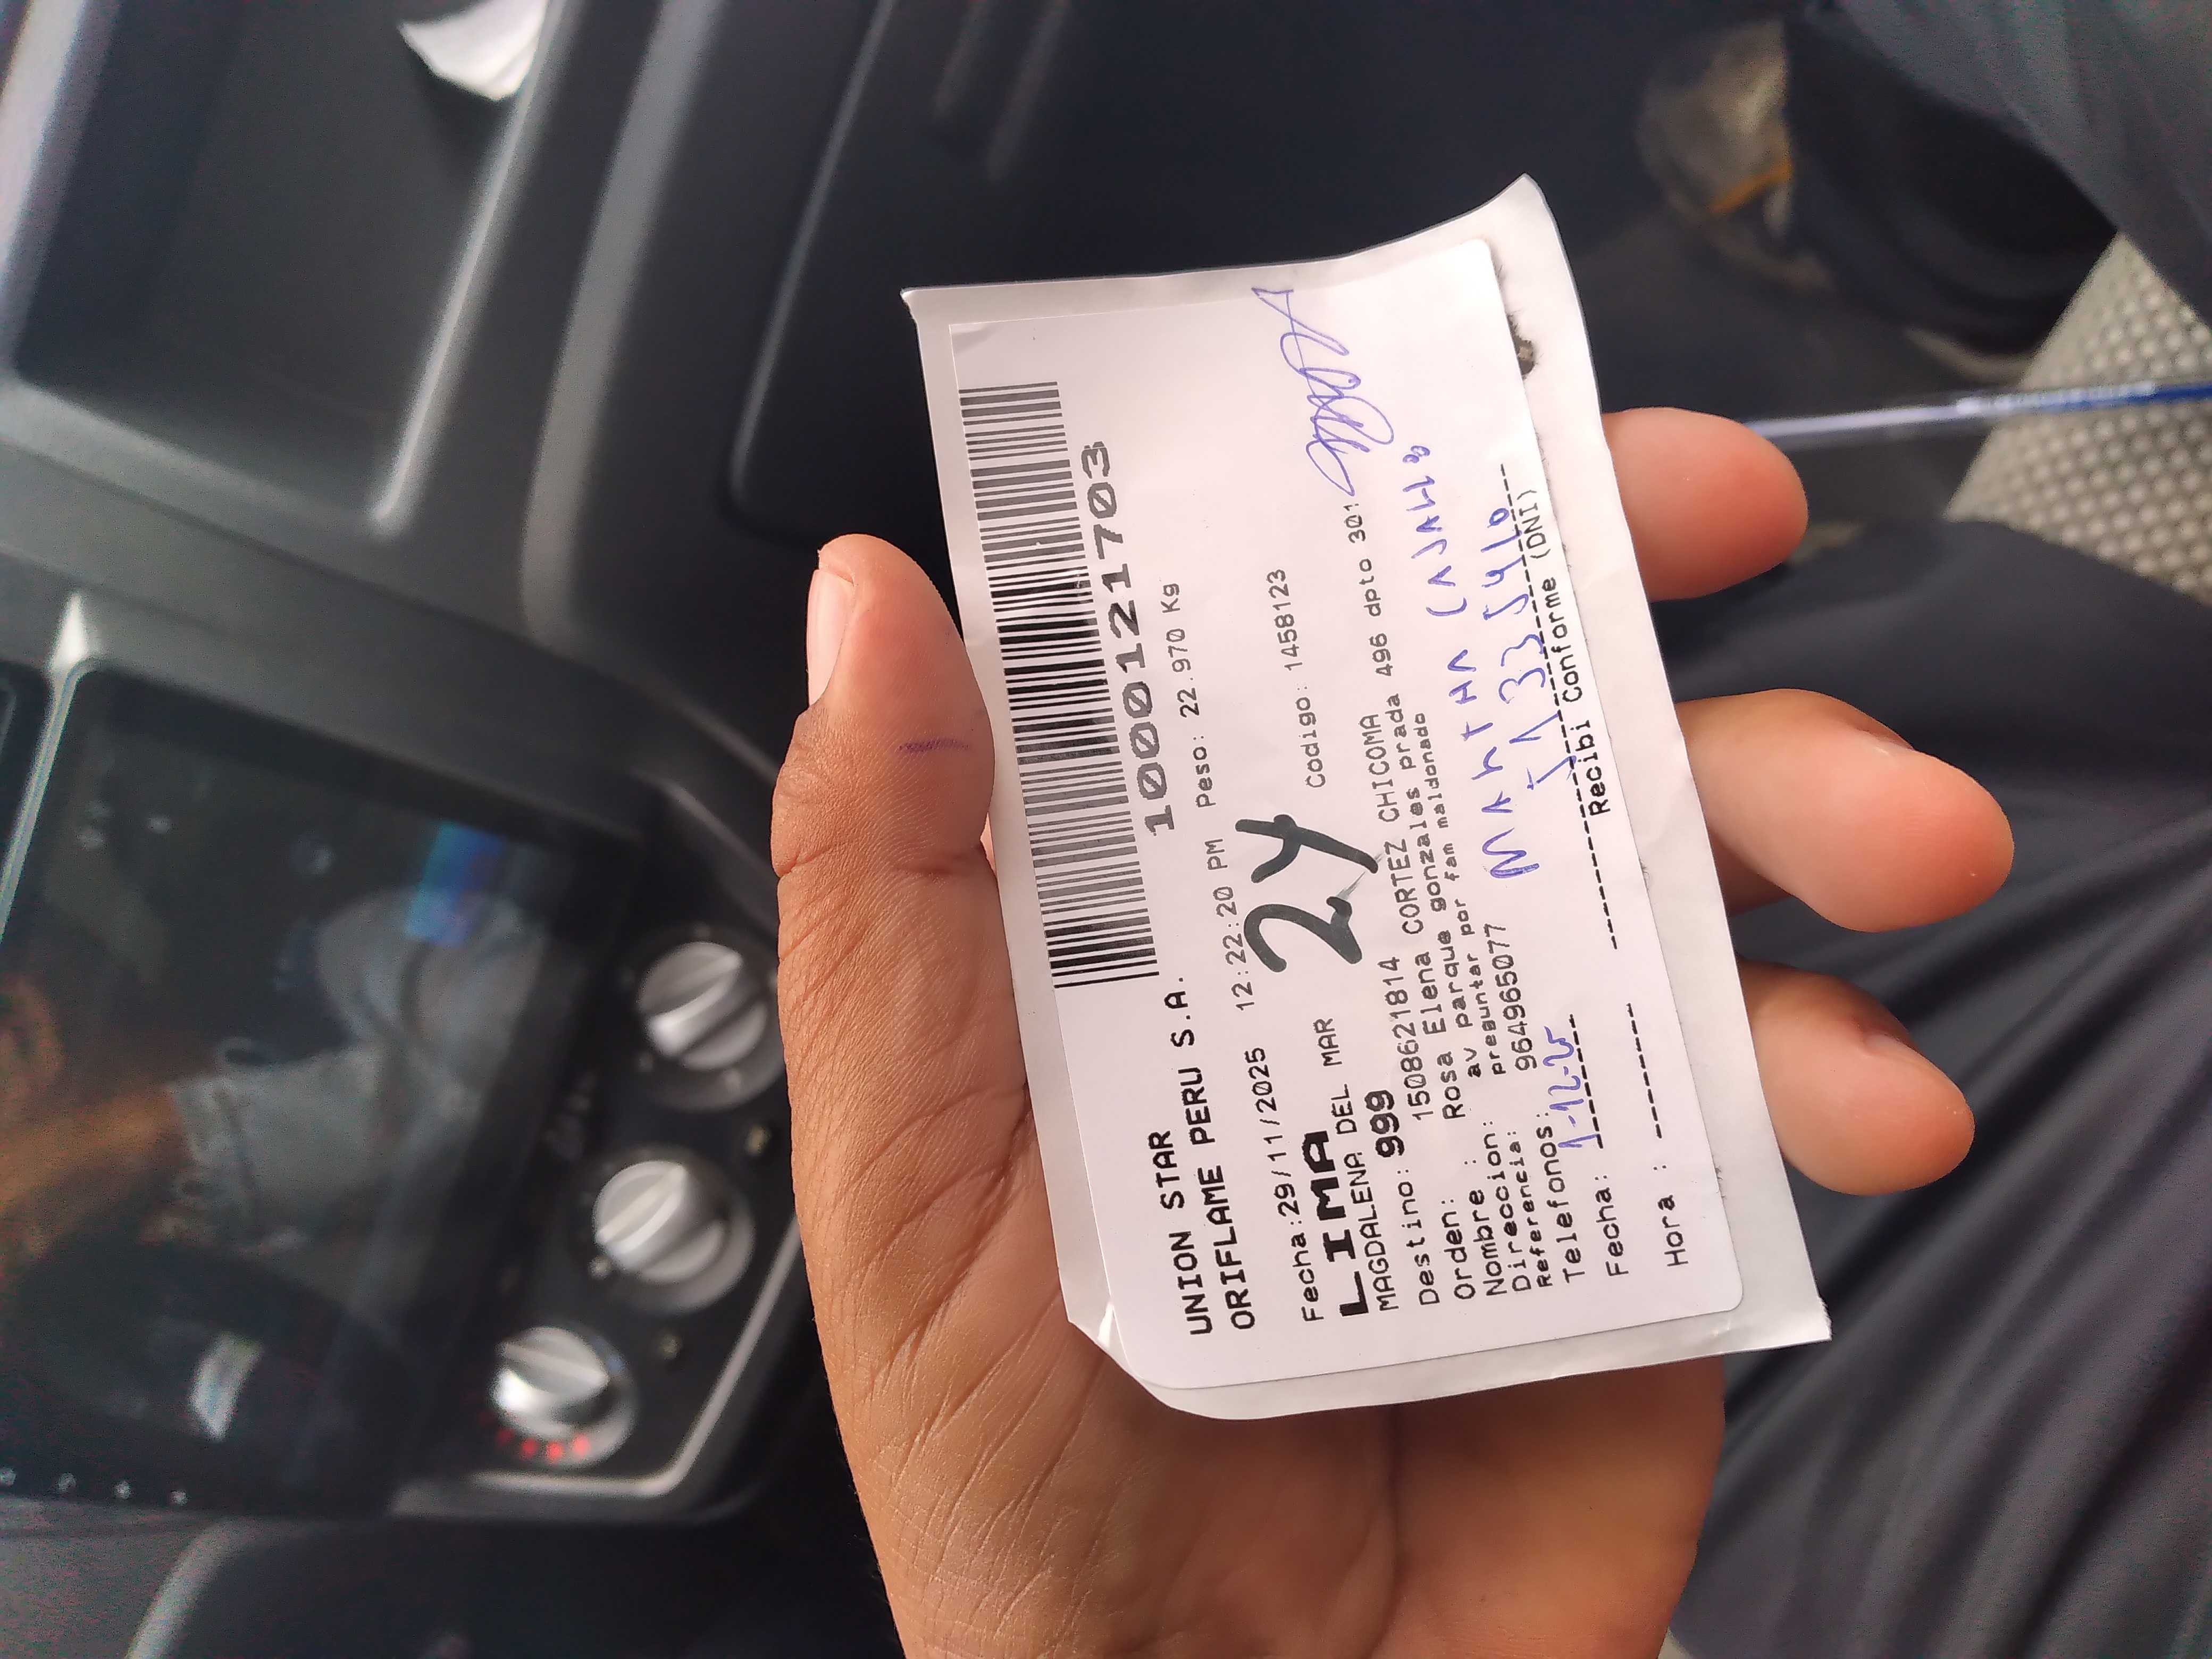 1000121703
UNION STAR
ORIFLAME PERU S.A.
Fecha:29/11/2025 12:22:20 PM Peso: 22.970 Kg
LIMA 24
MAGDALENA DEL MAR Codigo: 1458123
Destino: 999
Orden: 150862181814
Nombre : Rosa Elena CORTEZ CHICOMA
Direccion: av parque gonzales prada 496 dpto 301
Referencia: preguntar por fam maldonado
Telefonos: 964965077
MARTHA
Fecha: 1-12-25
Recibi Conforme (DNI)
Hora :